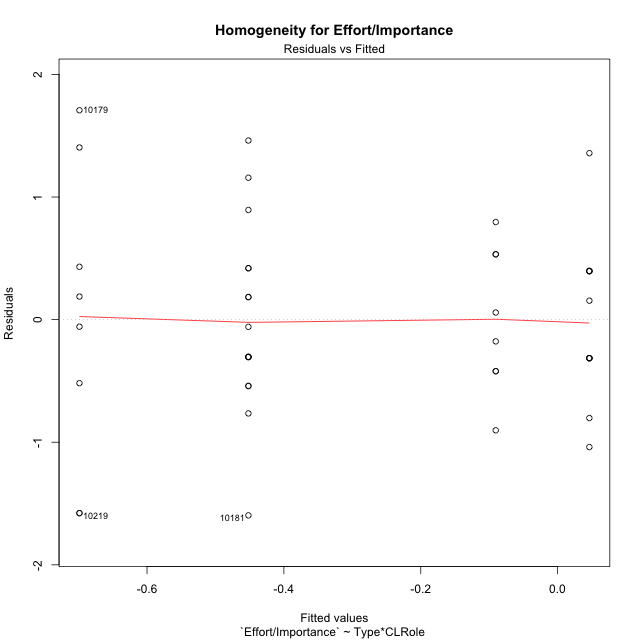 Homogeneity for Effort/Importance
Residuals vs Fitted
2
1
0
-1
-2
Residuals
10179
10219
10181
-0.6
-0.4
-0.2
0.0
Fitted values
`Effort/Importance` ~ Type*CLRole